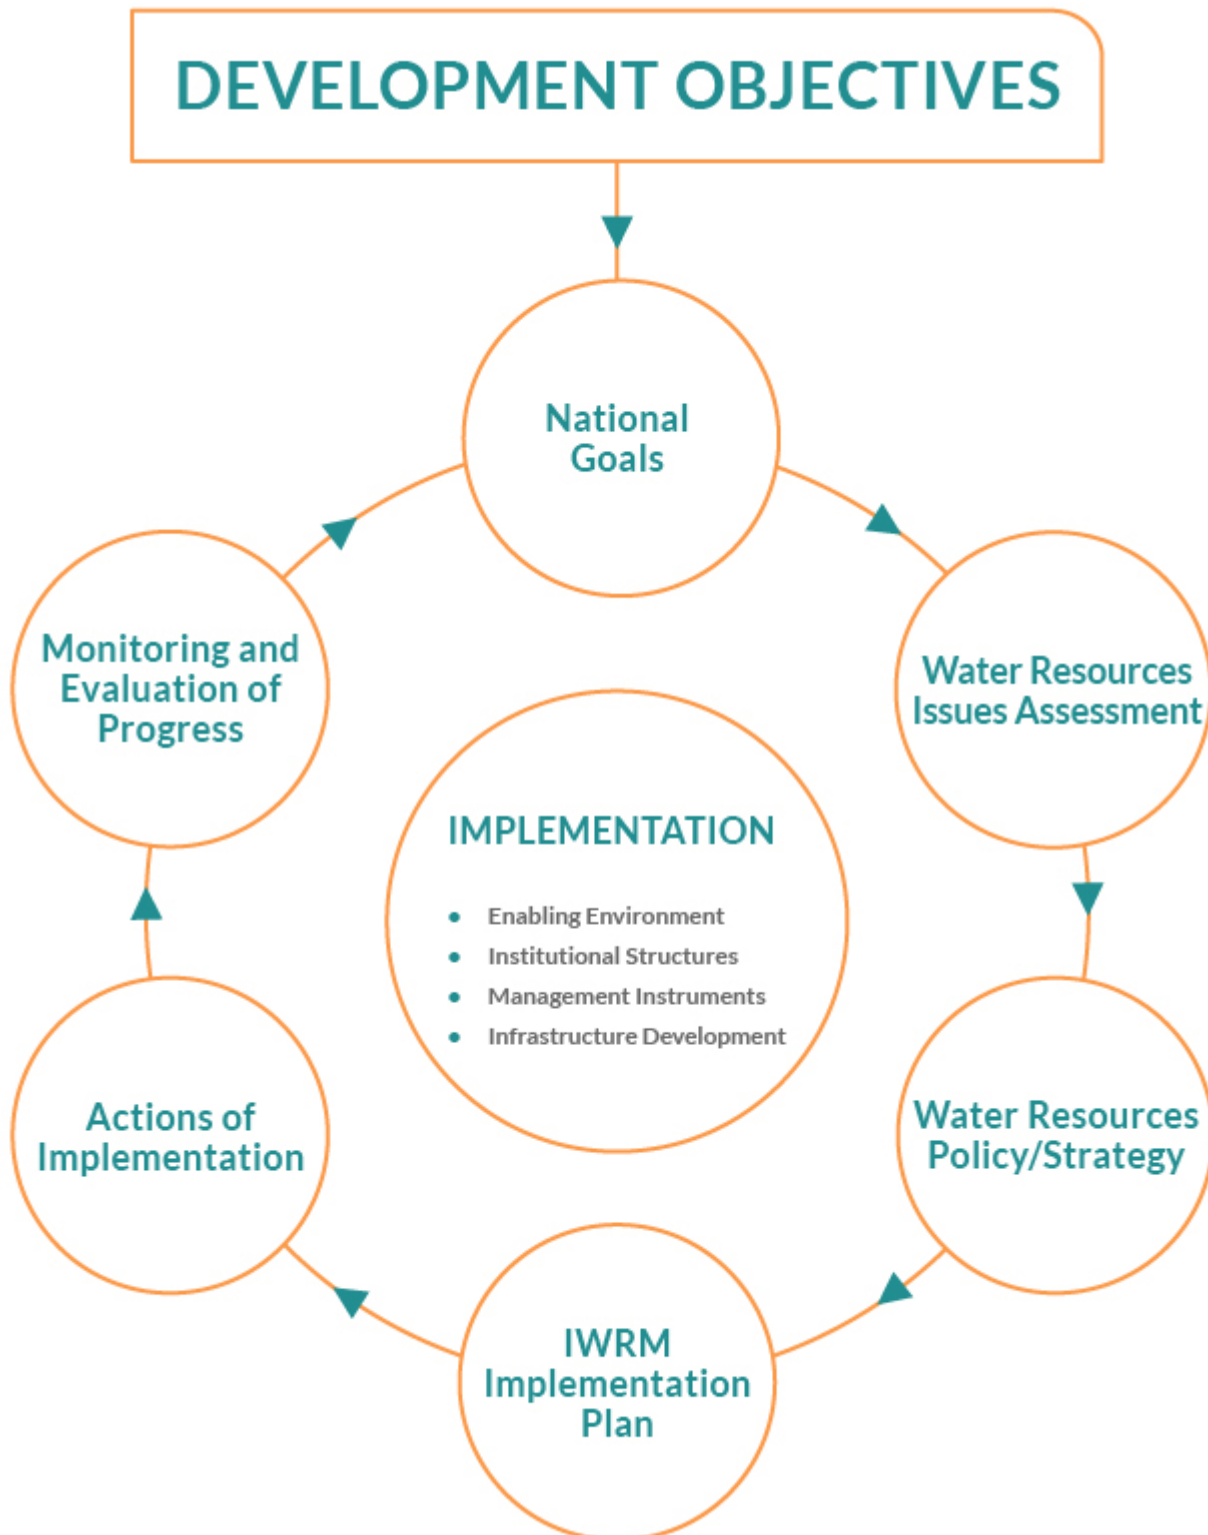 DEVELOPMENT OBJECTIVES
National
Goals
Water Resources
Issues Assessment
Water Resources
Policy/Strategy
IWRM
Implementation
Plan
Actions of
Implementation
Monitoring and
Evaluation of
Progress
IMPLEMENTATION
• Enabling Environment
• Institutional Structures
• Management Instruments
• Infrastructure Development